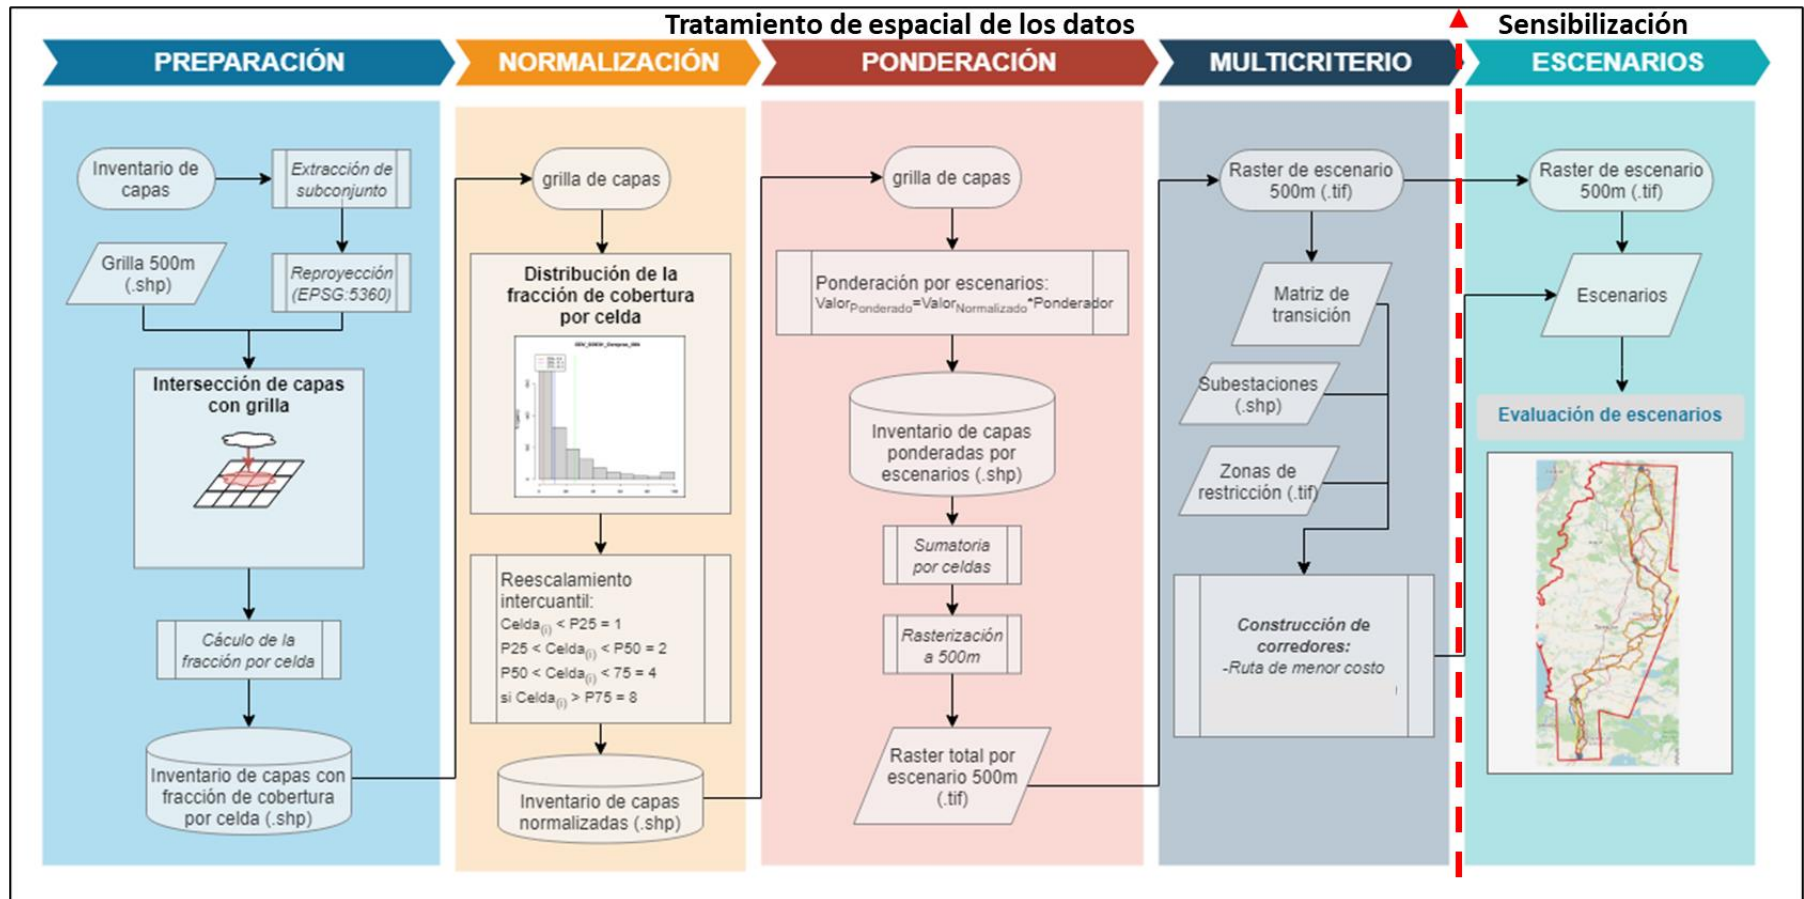 Tratamiento de espacial de los datos
Sensibilización
PREPARACIÓN
NORMALIZACIÓN
PONDERACIÓN
MULTICRITERIO
ESCENARIOS
Inventario de
capas
Extracción de
subconjunto
Grilla 500m
(.shp)
Reproyección
(EPSG:5360)
Intersección de capas
con grilla
Cáculo de la
fracción por celda
Inventario de capas con
fracción de cobertura
por celda (.shp)
grilla de capas
Distribución de la
fracción de cobertura
por celda
Reescalamiento
intercuantil:
Celda(i) < P25 = 1
P25 < Celda(i) < P50 = 2
P50 < Celda(i) < 75 = 4
si Celda(i) > P75 = 8
Inventario de capas
normalizadas (.shp)
grilla de capas
Ponderación por escenarios:
ValorPonderado=ValorNormalizado*Ponderador
Inventario de capas
ponderadas por
escenarios (.shp)
Sumatoria
por celdas
Rasterización
a 500m
Raster total por
escenario 500m
(.tif)
Raster de escenario
500m (.tif)
Matriz de
transición
Subestaciones
(.shp)
Zonas de
restricción (.tif)
Construcción de
corredores:
-Ruta de menor costo
Raster de escenario
500m (.tif)
Escenarios
Evaluación de escenarios